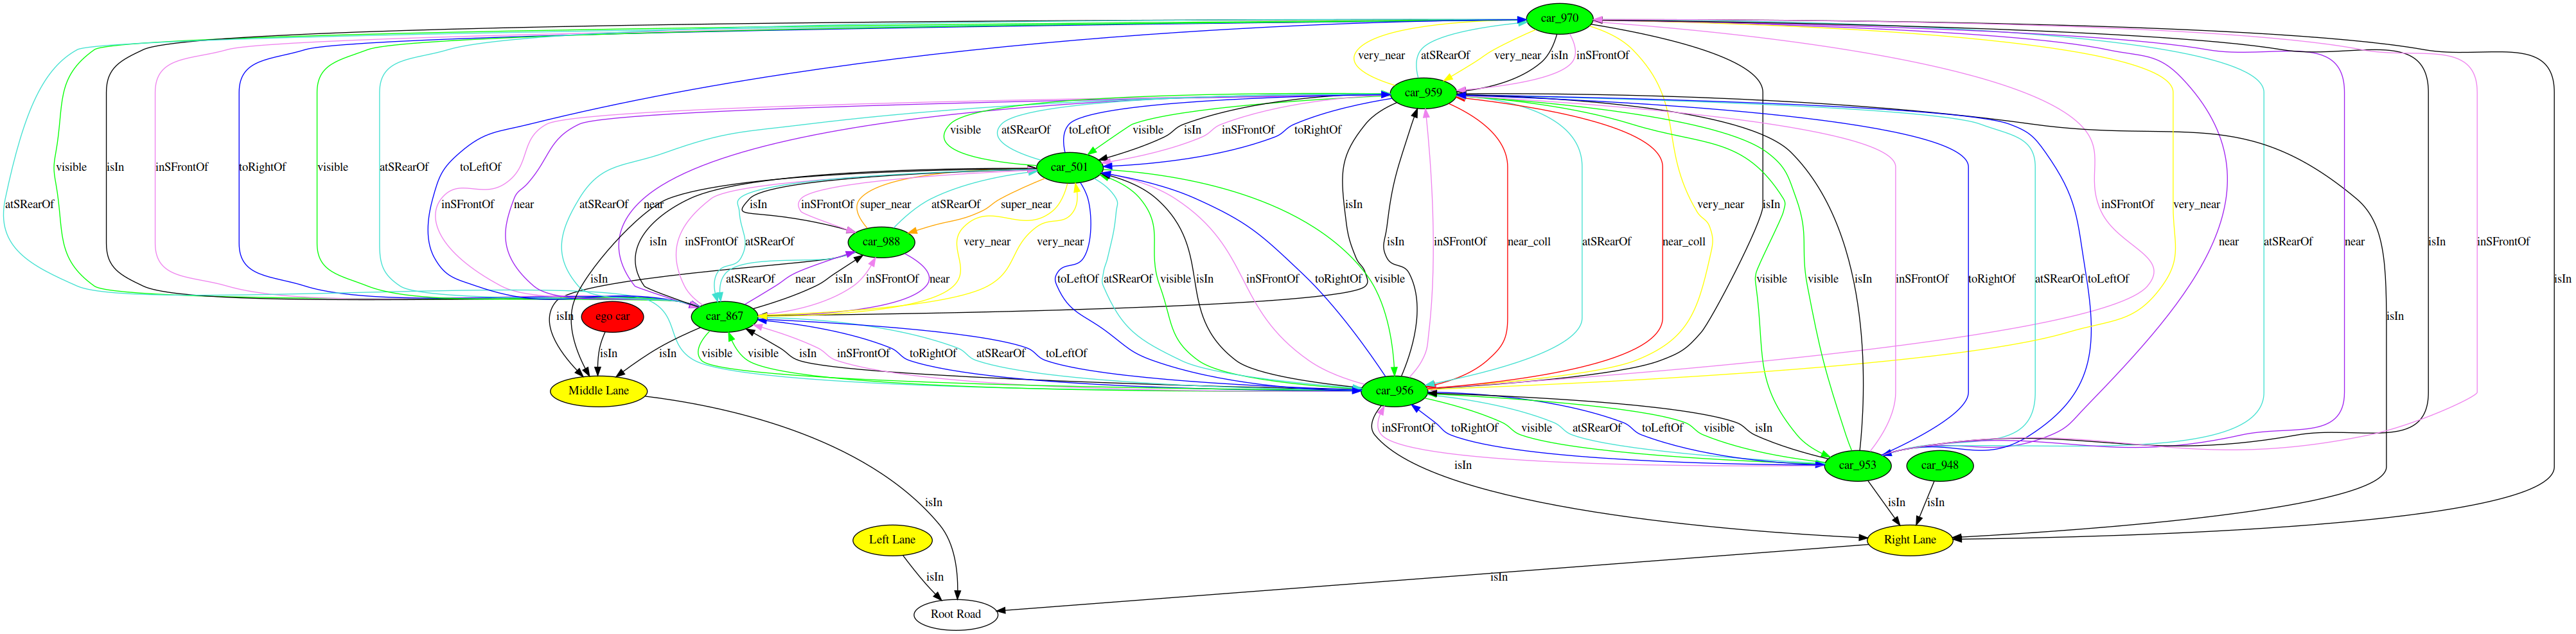 car_970
very_near atSRearOf very_near isIn inSFrontOf
car_959
visible atSRearOf toLeftOf visible isIn inSFrontOf toRightOf
atSRearOf visible isIn inSFrontOf toRightOf visible atSRearOf toLeftOf car_501
inSFrontOf near atSRearOf near isIn inSFrontOf super_near atSRearOf super_near isIn very_near isIn inSFrontOf very_near
isIn inSFrontOf atSRearOf car_988 very_near very_near isIn inSFrontOf near_coll atSRearOf near_coll near atSRearOf near isIn inSFrontOf
isIn atSRearOf near isIn inSFrontOf near toLeftOf atSRearOf visible isIn inSFrontOf toRightOf visible visible visible isIn inSFrontOf toRightOf atSRearOf toLeftOf isIn
isIn ego car car_867 isIn
isIn isIn visible visible isIn inSFrontOf toRightOf atSRearOf toLeftOf
Middle Lane car_956
inSFrontOf toRightOf visible atSRearOf toLeftOf visible isIn
isIn car_953 car_948
isIn isIn isIn
Left Lane Right Lane
isIn isIn
Root Road